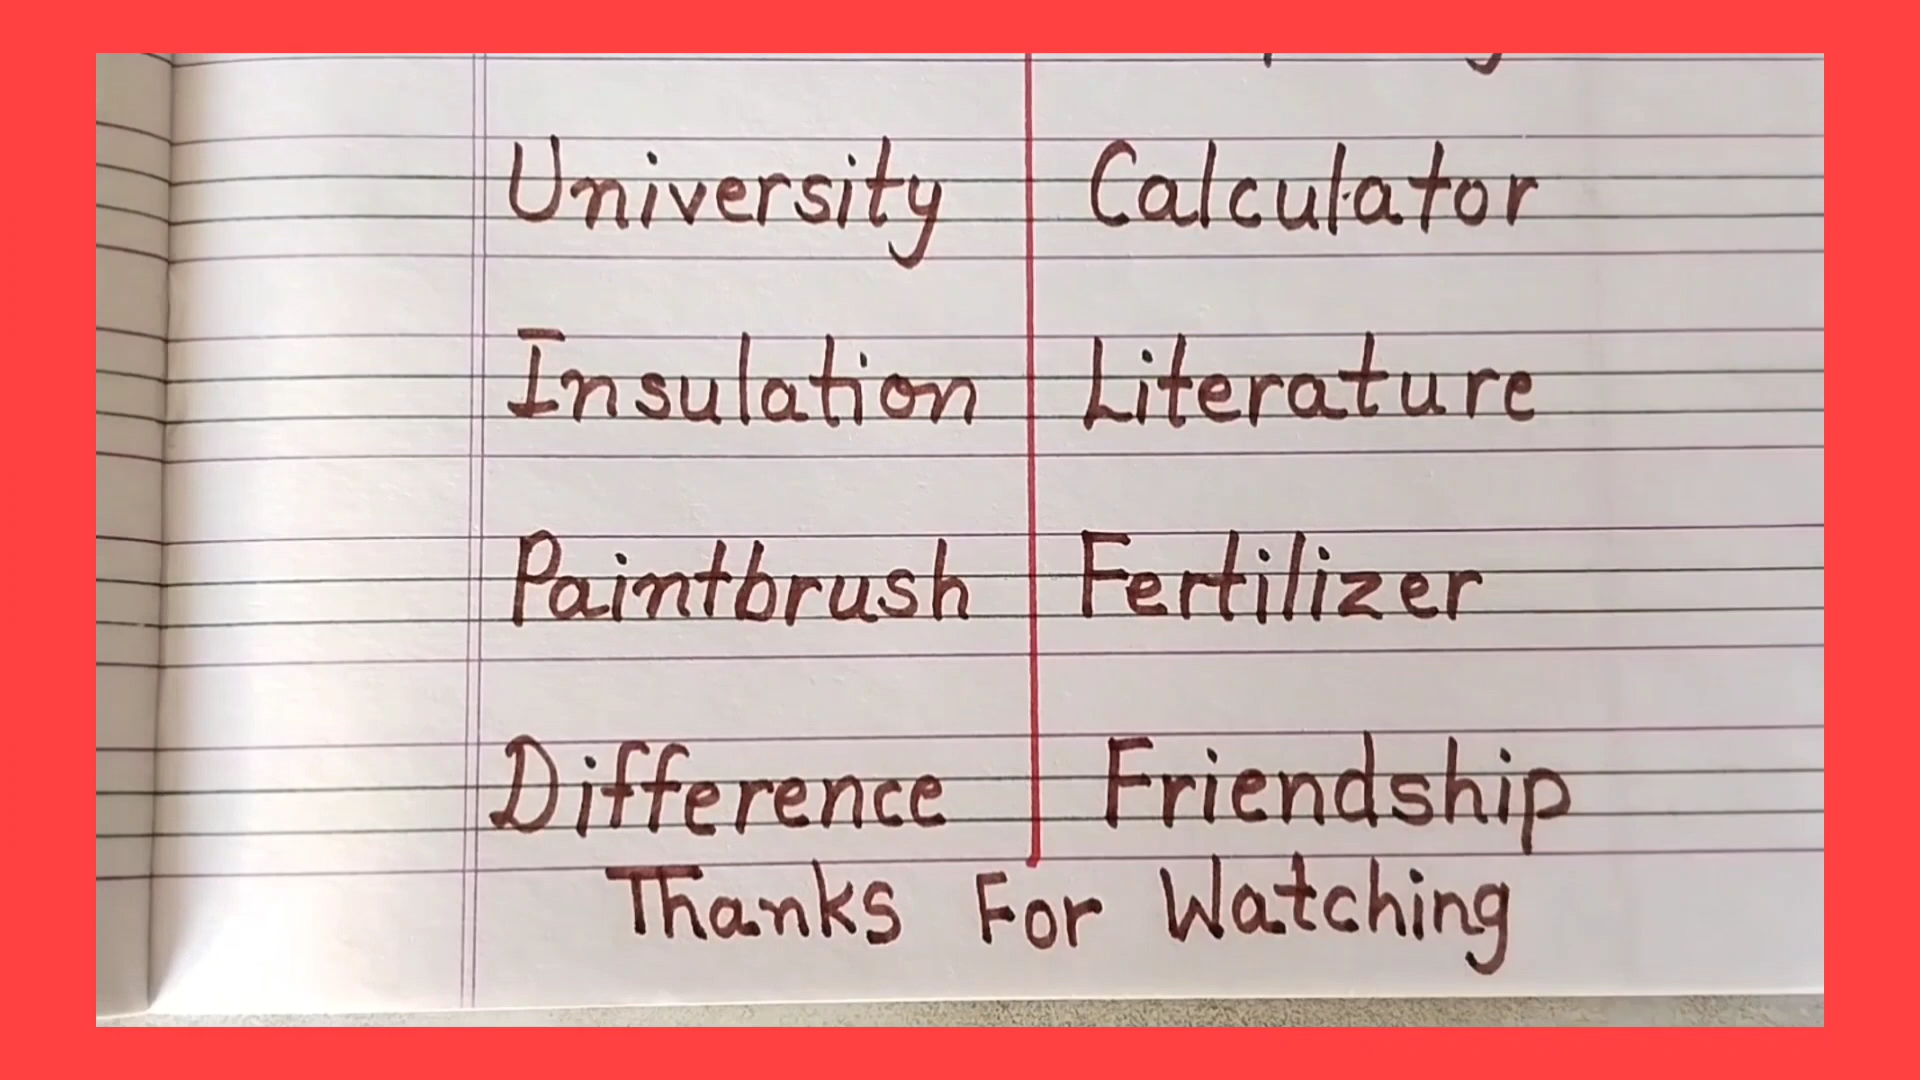 University Calculator
Insulation Literature
Paintbrush Fertilizer
Difference Friendship
Thanks For Watching